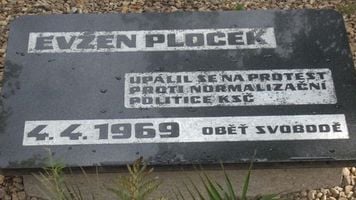 EVŽEN PLOCEK
UPÁLIL SE NA PROTEST
PROTI NORMALIZAČNÍ
POLITICE KSČ
4. 4. 1969 OBĚŤ SVOBODĚ